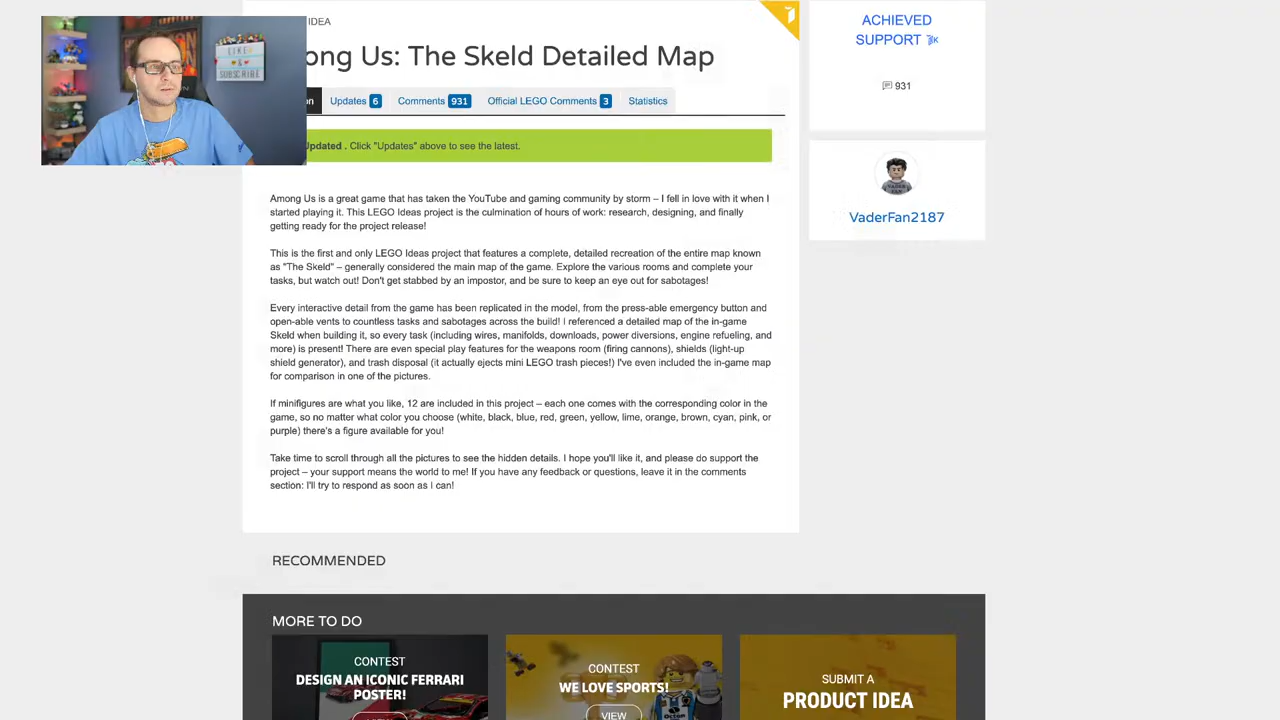 IDEA
ong Us: The Skeld Detailed Map
on
Updates 6
Comments 931
Official LEGO Comments 3
Statistics
pdated . Click "Updates" above to see the latest.
Among Us is a great game that has taken the YouTube and gaming community by storm – I fell in love with it when I
started playing it. This LEGO Ideas project is the culmination of hours of work: research, designing, and finally
getting ready for the project release!
This is the first and only LEGO Ideas project that features a complete, detailed recreation of the entire map known
as "The Skeld" – generally considered the main map of the game. Explore the various rooms and complete your
tasks, but watch out! Don't get stabbed by an impostor, and be sure to keep an eye out for sabotages!
Every interactive detail from the game has been replicated in the model, from the press-able emergency button and
open-able vents to countless tasks and sabotages across the build! I referenced a detailed map of the in-game
Skeld when building it, so every task (including wires, manifolds, downloads, power diversions, engine refueling, and
more) is present! There are even special play features for the weapons room (firing cannons), shields (light-up
shield generator), and trash disposal (it actually ejects mini LEGO trash pieces!) I've even included the in-game map
for comparison in one of the pictures.
If minifigures are what you like, 12 are included in this project – each one comes with the corresponding color in the
game, so no matter what color you choose (white, black, blue, red, green, yellow, lime, orange, brown, cyan, pink, or
purple) there's a figure available for you!
Take time to scroll through all the pictures to see the hidden details. I hope you'll like it, and please do support the
project – your support means the world to me! If you have any feedback or questions, leave it in the comments
section: I'll try to respond as soon as I can!
ACHIEVED
SUPPORT
931
VaderFan2187
LIKE
&
SUBSCRIBE
RECOMMENDED
MORE TO DO
CONTEST
DESIGN AN ICONIC FERRARI
POSTER!
VIEW
CONTEST
WE LOVE SPORTS!
VIEW
SUBMIT A
PRODUCT IDEA